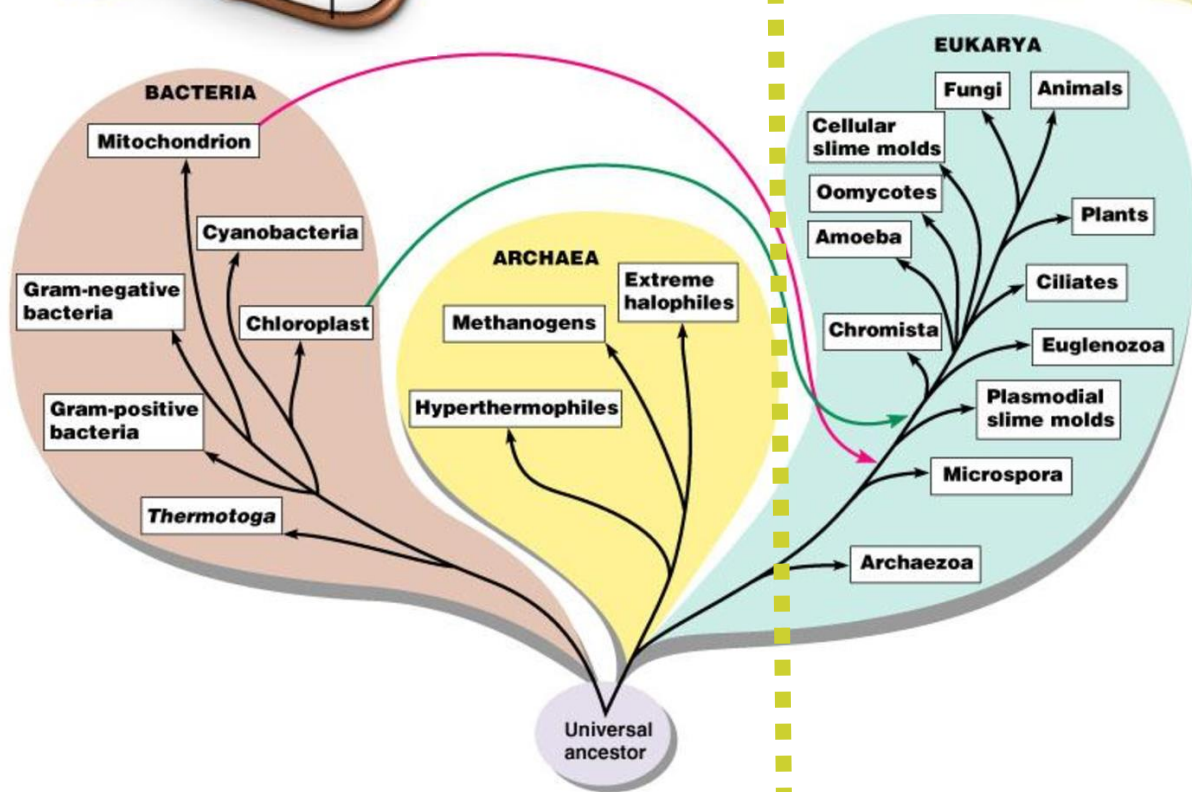 BACTERIA
Mitochondrion
Cyanobacteria
Gram-negative
bacteria
Chloroplast
Gram-positive
bacteria
Thermotoga
ARCHAEA
Extreme
halophiles
Methanogens
Hyperthermophiles
EUKARYA
Fungi
Animals
Cellular
slime molds
Oomycotes
Plants
Amoeba
Ciliates
Chromista
Euglenozoa
Plasmodial
slime molds
Microspora
Archaezoa
Universal
ancestor